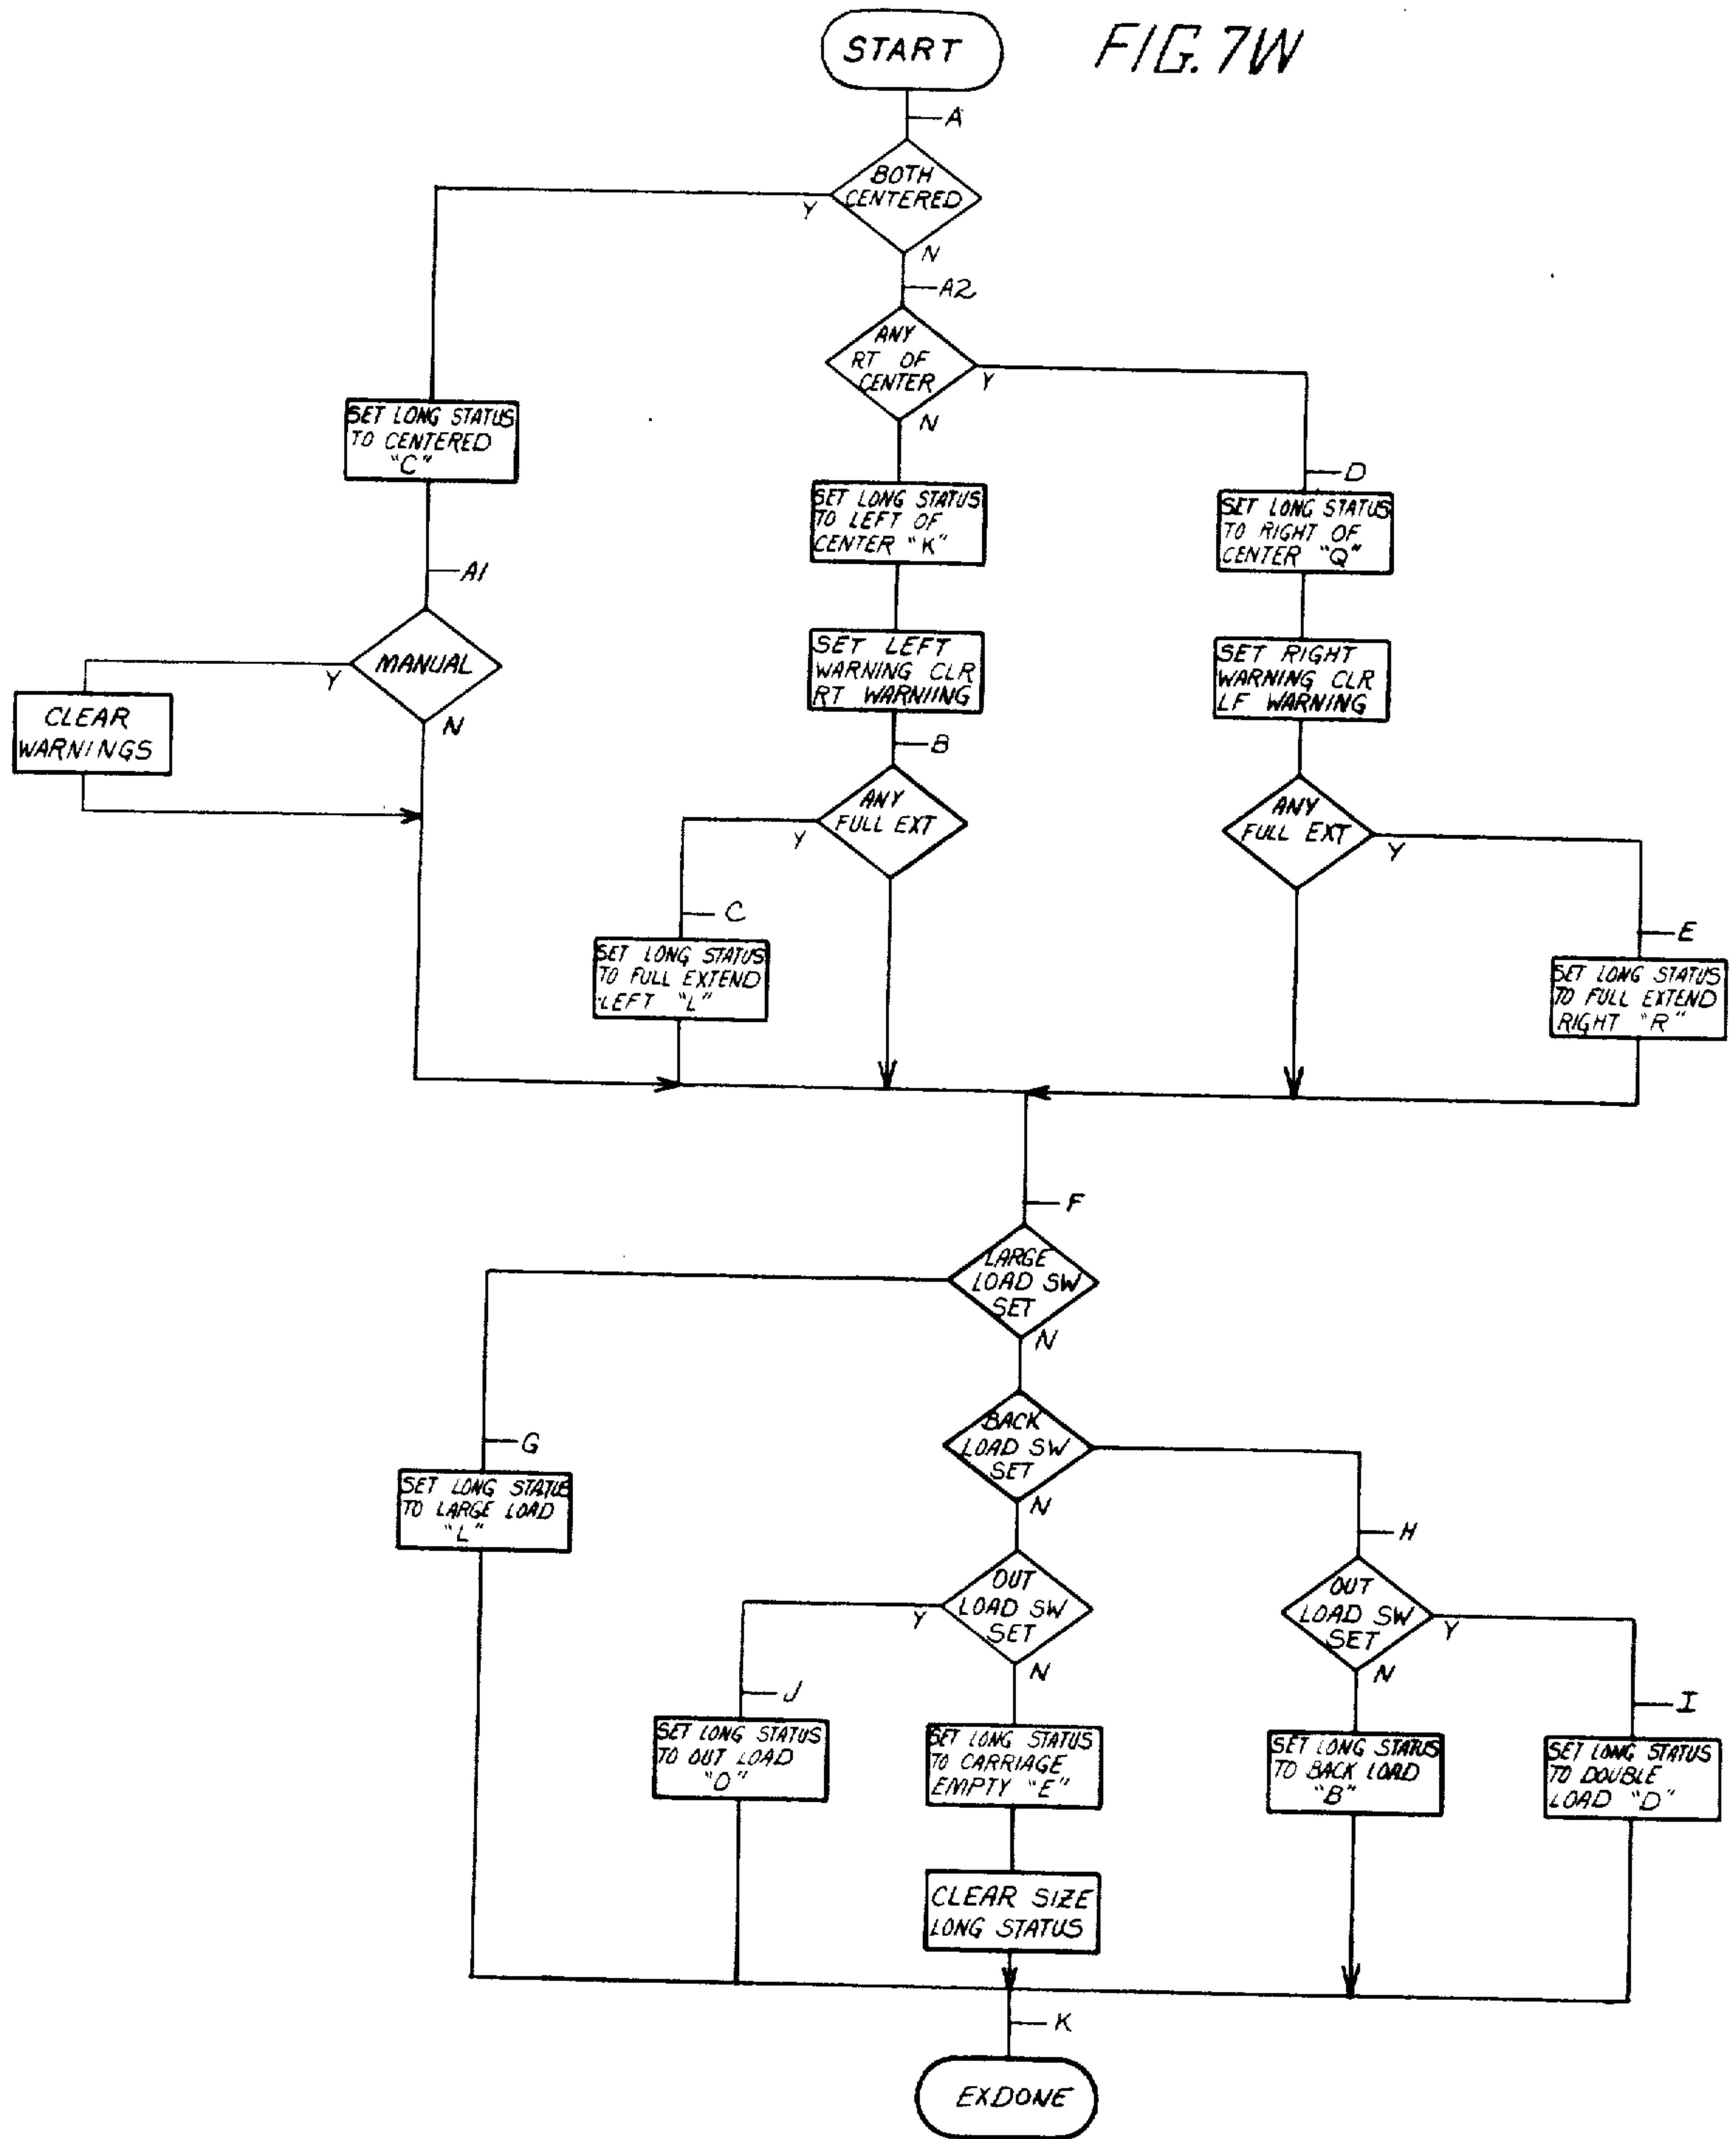 FIG. 7W
START
A
BOTH
CENTERED
Y
N
A2
ANY
RT OF
CENTER
Y
N
SET LONG STATUS
TO CENTERED
"C"
A1
MANUAL
Y
N
CLEAR
WARNINGS
SET LONG STATUS
TO LEFT OF
CENTER "K"
SET LEFT
WARNING CLR
RT WARNIING
B
ANY
FULL EXT
Y
C
SET LONG STATUS
TO FULL EXTEND
LEFT "L"
D
SET LONG STATUS
TO RIGHT OF
CENTER "Q"
SET RIGHT
WARNING CLR
LF WARNING
ANY
FULL EXT
Y
E
SET LONG STATUS
TO FULL EXTEND
RIGHT "R"
F
LARGE
LOAD SW
SET
N
G
SET LONG STATUS
TO LARGE LOAD
"L"
BACK
LOAD SW
SET
N
OUT
LOAD SW
SET
Y
N
J
SET LONG STATUS
TO OUT LOAD
"O"
SET LONG STATUS
TO CARRIAGE
EMPTY "E"
CLEAR SIZE
LONG STATUS
H
OUT
LOAD SW
SET
Y
N
SET LONG STATUS
TO BACK LOAD
"B"
I
SET LONG STATUS
TO DOUBLE
LOAD "D"
K
EXDONE